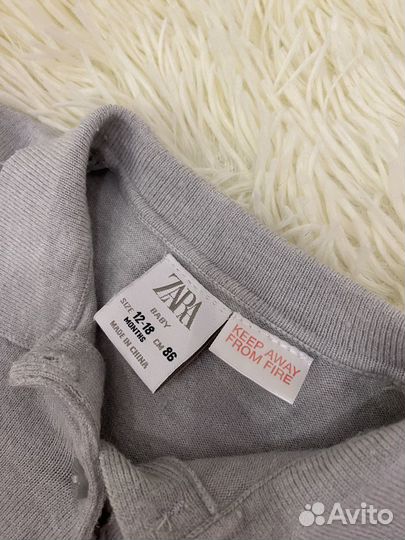 ZARA
BABY
SIZE 12-18 CM 86
MONTHS
MADE IN CHINA
KEEP AWAY
FROM FIRE
Avito